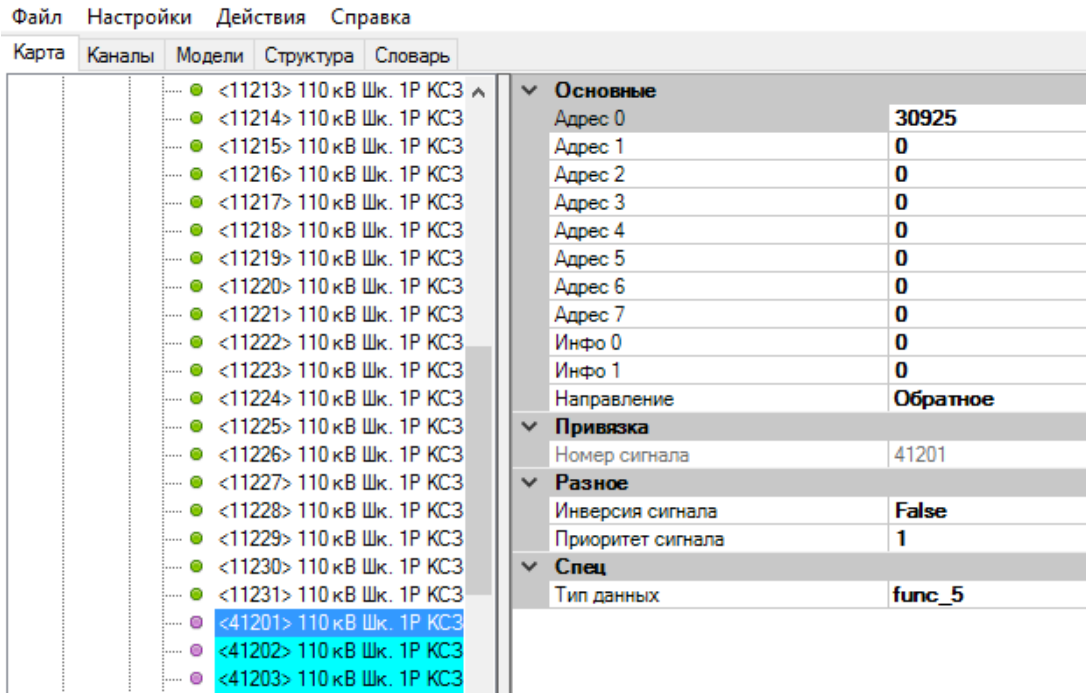 Файл Настройки Действия Справка
Карта Каналы Модели Структура Словарь
<11213> 110 кВ Шк. 1Р КСЗ
<11214> 110 кВ Шк. 1Р КСЗ
<11215> 110 кВ Шк. 1Р КСЗ
<11216> 110 кВ Шк. 1Р КСЗ
<11217> 110 кВ Шк. 1Р КСЗ
<11218> 110 кВ Шк. 1Р КСЗ
<11219> 110 кВ Шк. 1Р КСЗ
<11220> 110 кВ Шк. 1Р КСЗ
<11221> 110 кВ Шк. 1Р КСЗ
<11222> 110 кВ Шк. 1Р КСЗ
<11223> 110 кВ Шк. 1Р КСЗ
<11224> 110 кВ Шк. 1Р КСЗ
<11225> 110 кВ Шк. 1Р КСЗ
<11226> 110 кВ Шк. 1Р КСЗ
<11227> 110 кВ Шк. 1Р КСЗ
<11228> 110 кВ Шк. 1Р КСЗ
<11229> 110 кВ Шк. 1Р КСЗ
<11230> 110 кВ Шк. 1Р КСЗ
<11231> 110 кВ Шк. 1Р КСЗ
<41201> 110 кВ Шк. 1Р КСЗ
<41202> 110 кВ Шк. 1Р КСЗ
<41203> 110 кВ Шк. 1Р КСЗ
Основные
Адрес 0 30925
Адрес 1 0
Адрес 2 0
Адрес 3 0
Адрес 4 0
Адрес 5 0
Адрес 6 0
Адрес 7 0
Инфо 0 0
Инфо 1 0
Направление Обратное
Привязка
Номер сигнала 41201
Разное
Инверсия сигнала False
Приоритет сигнала 1
Спец
Тип данных func_5